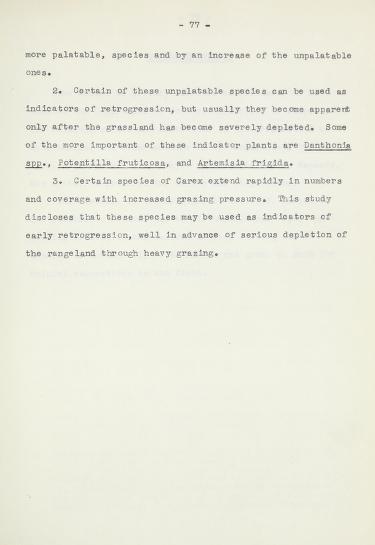 - 77 -
more palatable, species and by an increase of the unpalatable
ones.
2. Certain of these unpalatable species can be used as
indicators of retrogression, but usually they become apparent
only after the grassland has become severely depleted. Some
of the more important of these indicator plants are Danthonia
spp., Potentilla fruticosa, and Artemisia frigida.
3. Certain species of Carex extend rapidly in numbers
and coverage with increased grazing pressure. This study
discloses that these species may be used as indicators of
early retrogression, well in advance of serious depletion of
the rangeland through heavy grazing.